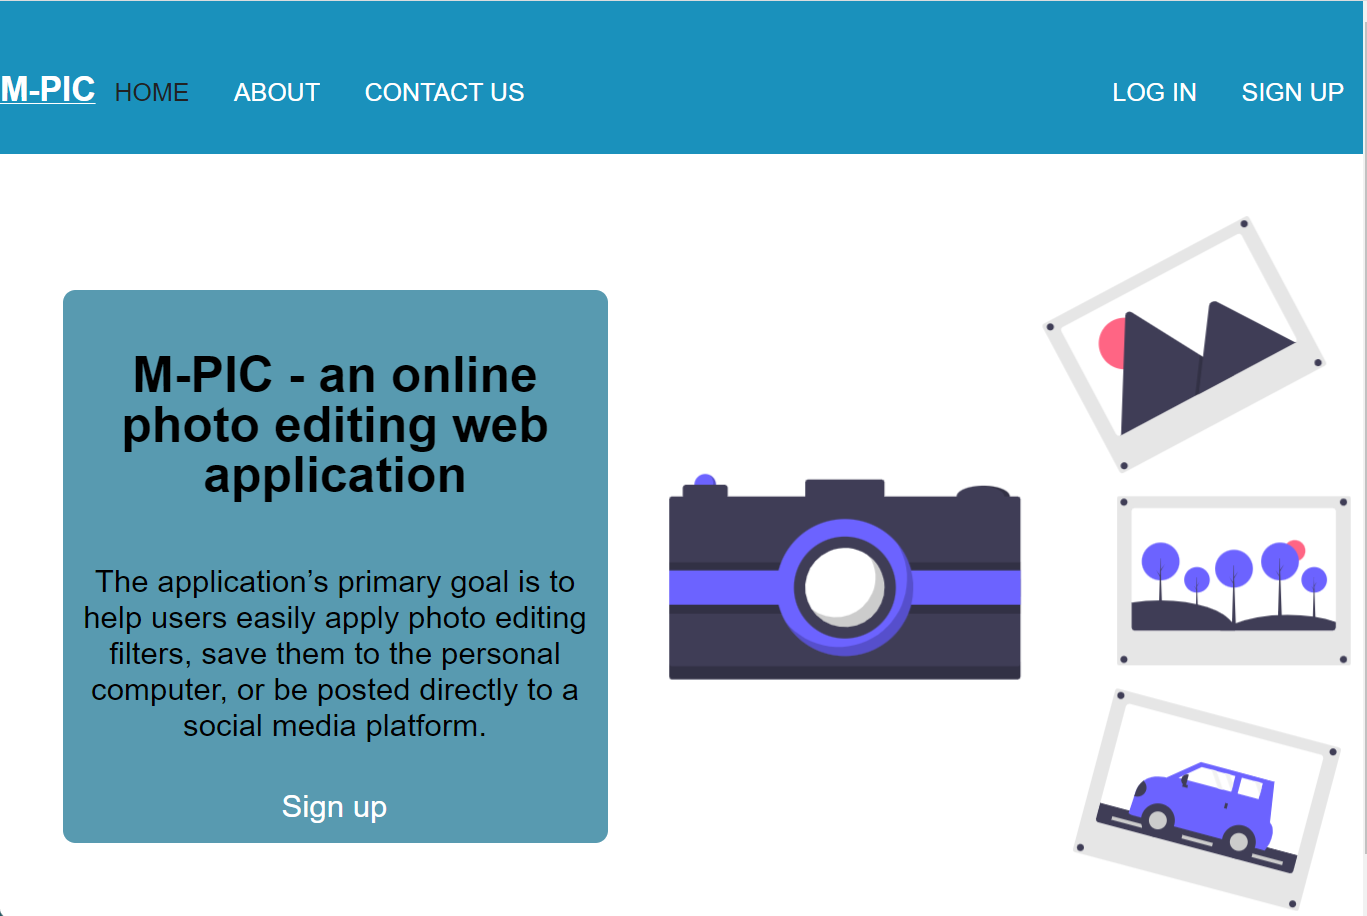 M-PIC HOME ABOUT CONTACT US LOG IN SIGN UP
M-PIC - an online
photo editing web
application
The application’s primary goal is to
help users easily apply photo editing
filters, save them to the personal
computer, or be posted directly to a
social media platform.
Sign up